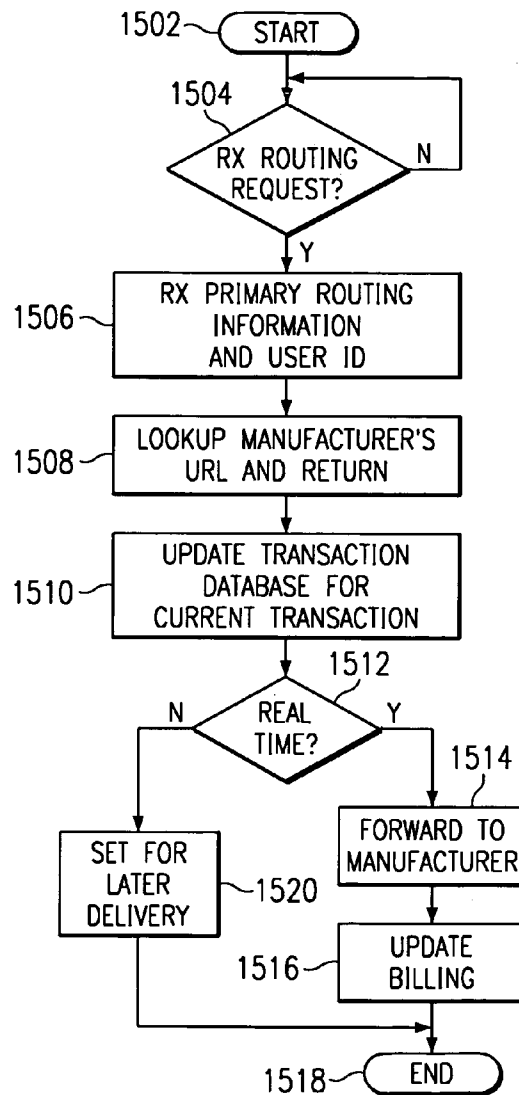 1502
START
1504
RX ROUTING
REQUEST?
N
Y
1506
RX PRIMARY ROUTING
INFORMATION
AND USER ID
1508
LOOKUP MANUFACTURER'S
URL AND RETURN
1510
UPDATE TRANSACTION
DATABASE FOR
CURRENT TRANSACTION
1512
N
REAL
TIME?
Y
1514
FORWARD TO
MANUFACTURER
SET FOR
LATER
DELIVERY
1520
1516
UPDATE
BILLING
1518
END